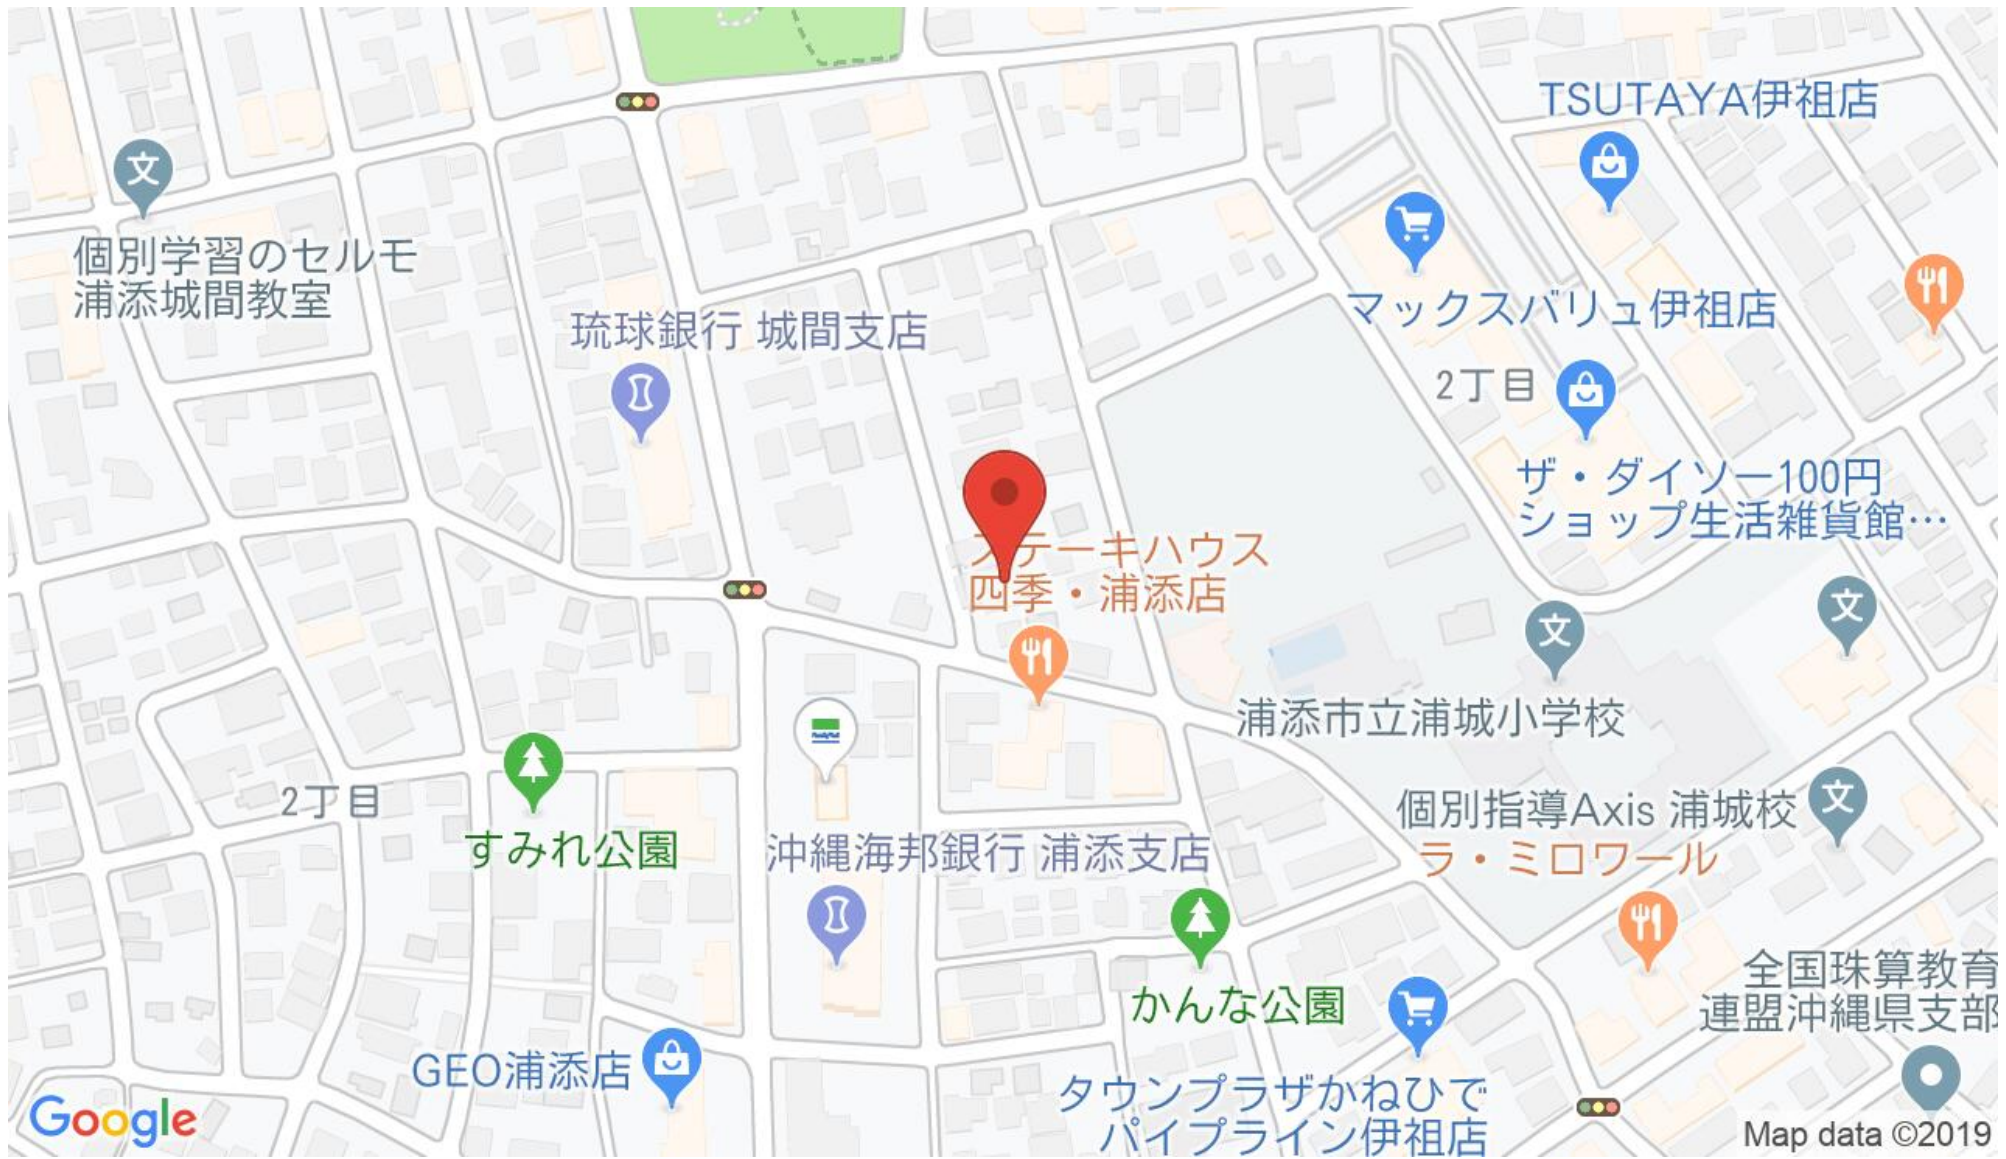 TSUTAYA伊祖店
個別学習のセルモ
浦添城間教室
マックスバリュ伊祖店
琉球銀行 城間支店
2丁目
ザ・ダイソー100円
ショップ生活雑貨館…
ステーキハウス
四季・浦添店
浦添市立浦城小学校
FamilyMart
2丁目
個別指導Axis 浦城校
すみれ公園
沖縄海邦銀行 浦添支店
ラ・ミロワール
全国珠算教育
連盟沖縄県支部
かんな公園
GEO浦添店
タウンプラザかねひで
パイプライン伊祖店
Google
Map data ©2019
文
文
文
文